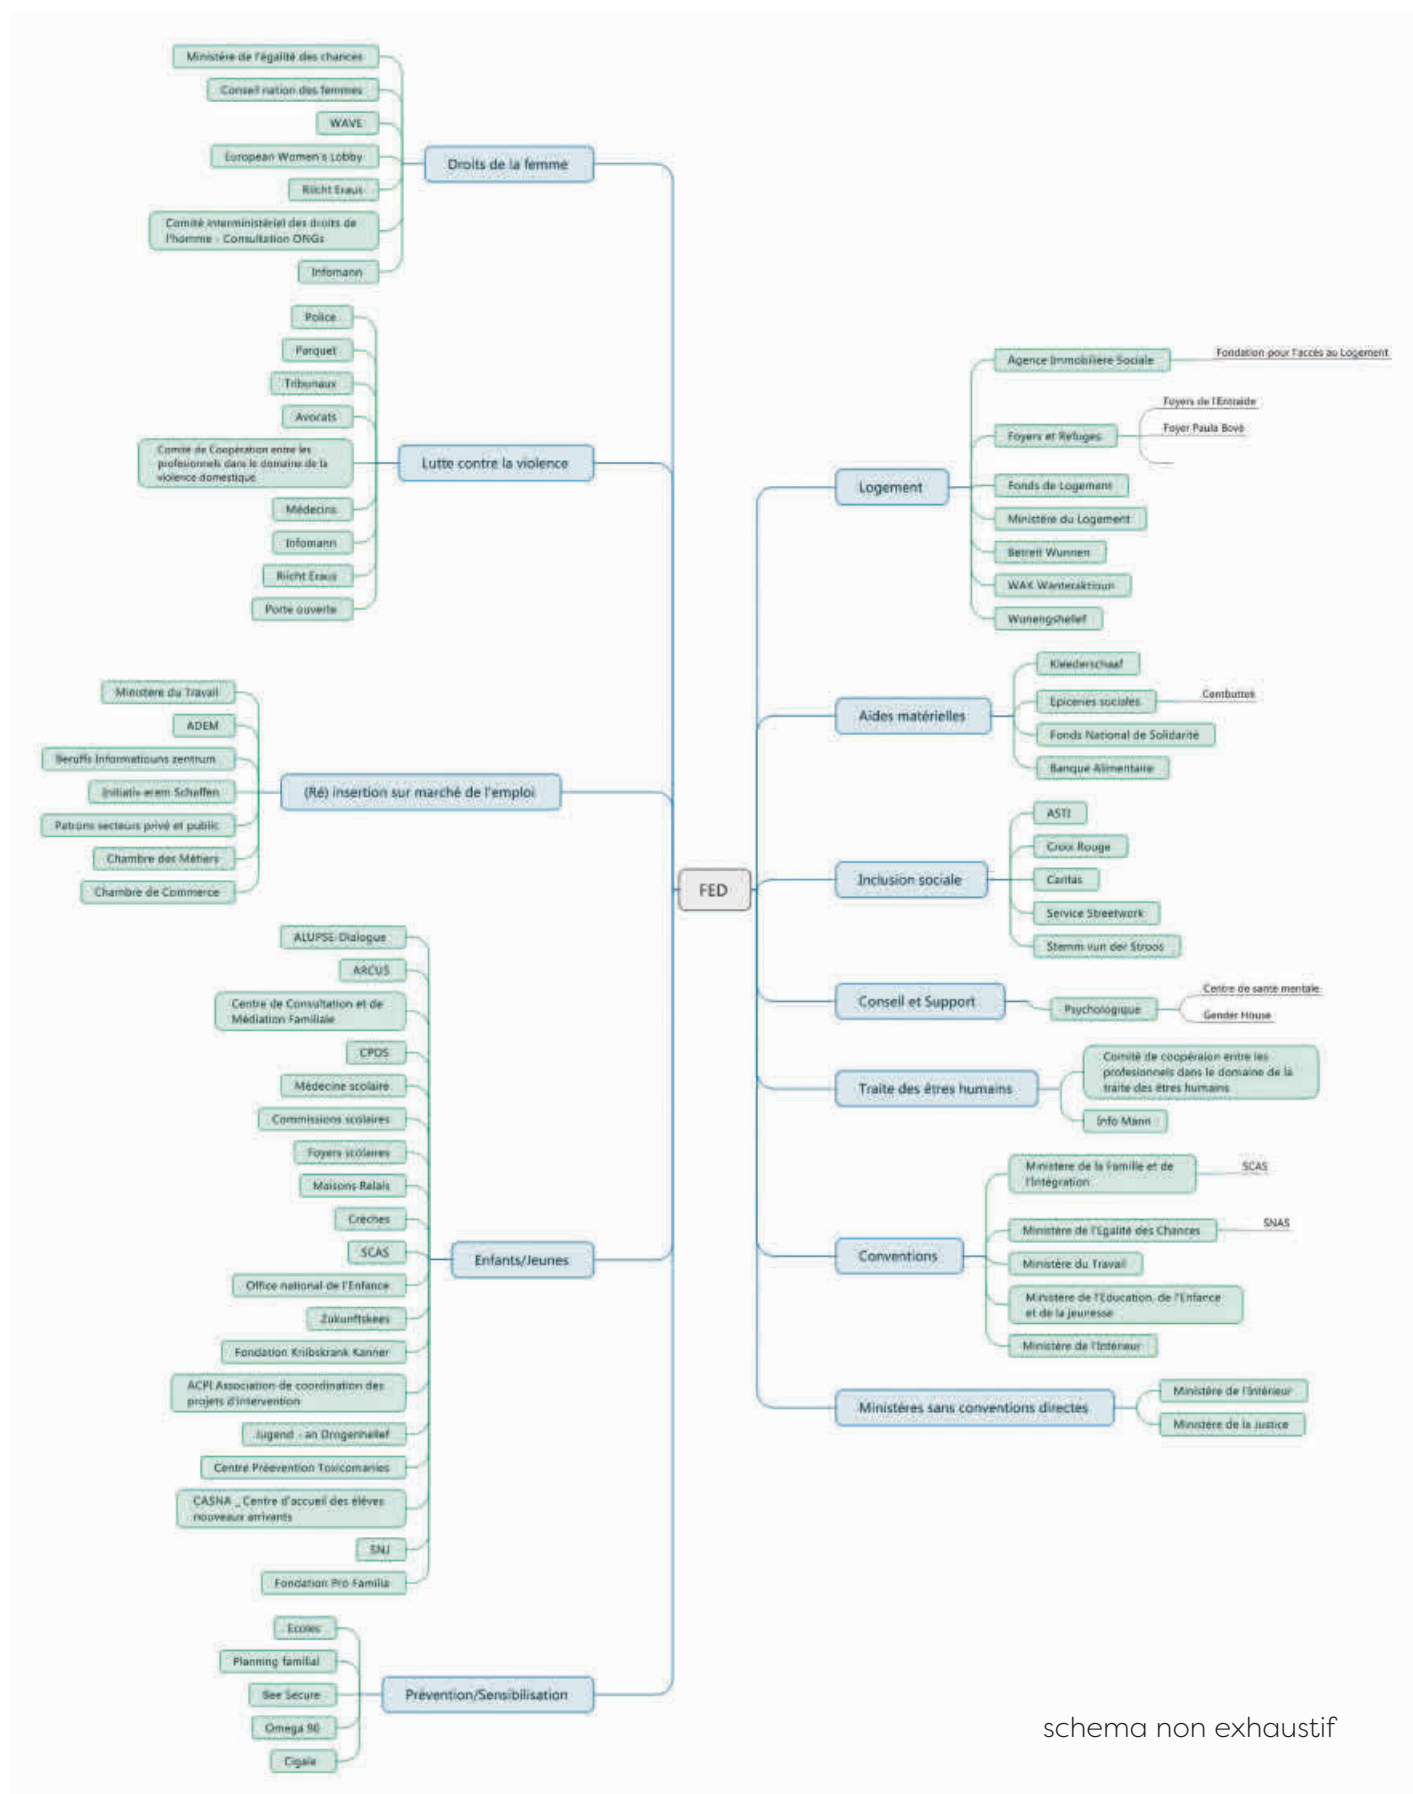 Ministère de l'égalité des chances
Conseil nation des femmes
WAVE
European Women's Lobby
Riicht Eraus
Comité interministériel des droits de
l'homme - Consultation ONGs
Infomann
Droits de la femme
Police
Parquet
Tribunaux
Avocats
Comité de Coopération entre les
profesionnels dans le domaine de la
violence domestique
Médecins
Infomann
Riicht Eraus
Porte ouverte
Lutte contre la violence
Ministère du Travail
ADEM
Beruffs Informatiouns zentrum
Initiativ erem Schaffen
Patrons secteurs privé et public
Chambre des Métiers
Chambre de Commerce
(Ré) insertion sur marché de l'emploi
ALUPSE-Dialogue
ARCUS
Centre de Consultation et de
Médiation Familiale
CPOS
Médecine scolaire
Commissions scolaires
Foyers scolaires
Maisons Relais
Crèches
SCAS
Office national de l'Enfance
Zukunftskees
Fondation Kriibskrank Kanner
ACPI Association de coordination des
projets d'intervention
Jugend - an Drogenhellef
Centre Préevention Toxicomanies
CASNA _ Centre d'accueil des élèves
nouveaux arrivants
SNJ
Fondation Pro Familia
Enfants/Jeunes
Ecoles
Planning familial
Bee Secure
Omega 90
Cigale
Prévention/Sensibilisation
FED
Logement
Agence Immobilière Sociale
Fondation pour l'accès au Logement
Foyers et Refuges
Foyers de l'Entraide
Foyer Paula Bové
Fonds de Logement
Ministère du Logement
Betreit Wunnen
WAK Wanteraktioun
Wunengshellef
Aides matérielles
Kleederschaaf
Epiceries sociales
Cembuttek
Fonds National de Solidarité
Banque Alimentaire
Inclusion sociale
ASTI
Croix Rouge
Caritas
Service Streetwork
Stemm vun der Strooss
Conseil et Support
Psychologique
Centre de santé mentale
Gender House
Traite des êtres humains
Comité de coopéraion entre les
profesionnels dans le domaine de la
traite des êtres humains
Info Mann
Conventions
Ministère de la Famille et de
l'Intégration
SCAS
Ministère de l'Egalité des Chances
SNAS
Ministère du Travail
Ministère de l'Education, de l'Enfance
et de la jeunesse
Ministère de l'Intérieur
Ministères sans conventions directes
Ministère de l'Intérieur
Ministère de la Justice
schema non exhaustif